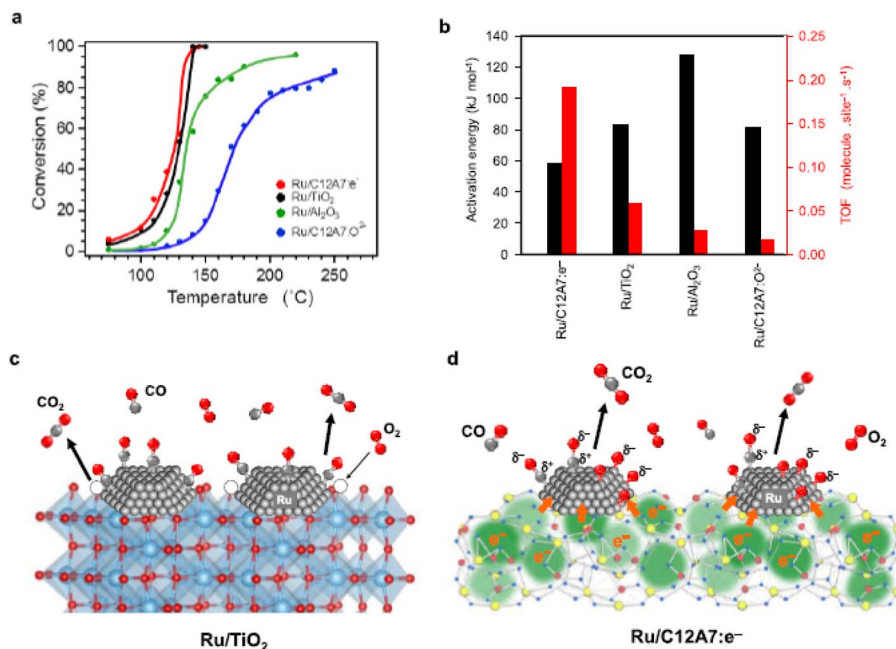 a
Conversion (%)
100
80
60
40
20
0
100
150
200
250
Temperature (˚C)
Ru/C12A7:e⁻
Ru/TiO₂
Ru/Al₂O₃
Ru/C12A7:O²⁻
b
Activation energy (kJ mol⁻¹)
140
120
100
80
60
40
20
0
0.25
0.20
0.15
0.10
0.05
0.00
TOF (molecule .site⁻¹ .s⁻¹)
Ru/C12A7:e⁻
Ru/TiO₂
Ru/Al₂O₃
Ru/C12A7:O²⁻
c
CO₂
CO
O₂
Ru
Ru/TiO₂
d
CO₂
CO
O₂
δ⁻
δ⁻
δ⁻
δ⁻
δ⁻
δ⁻
δ⁻
δ⁺
δ⁺
δ⁺
Ru
e⁻
e⁻
e⁻
e⁻
e⁻
e⁻
Ru/C12A7:e⁻